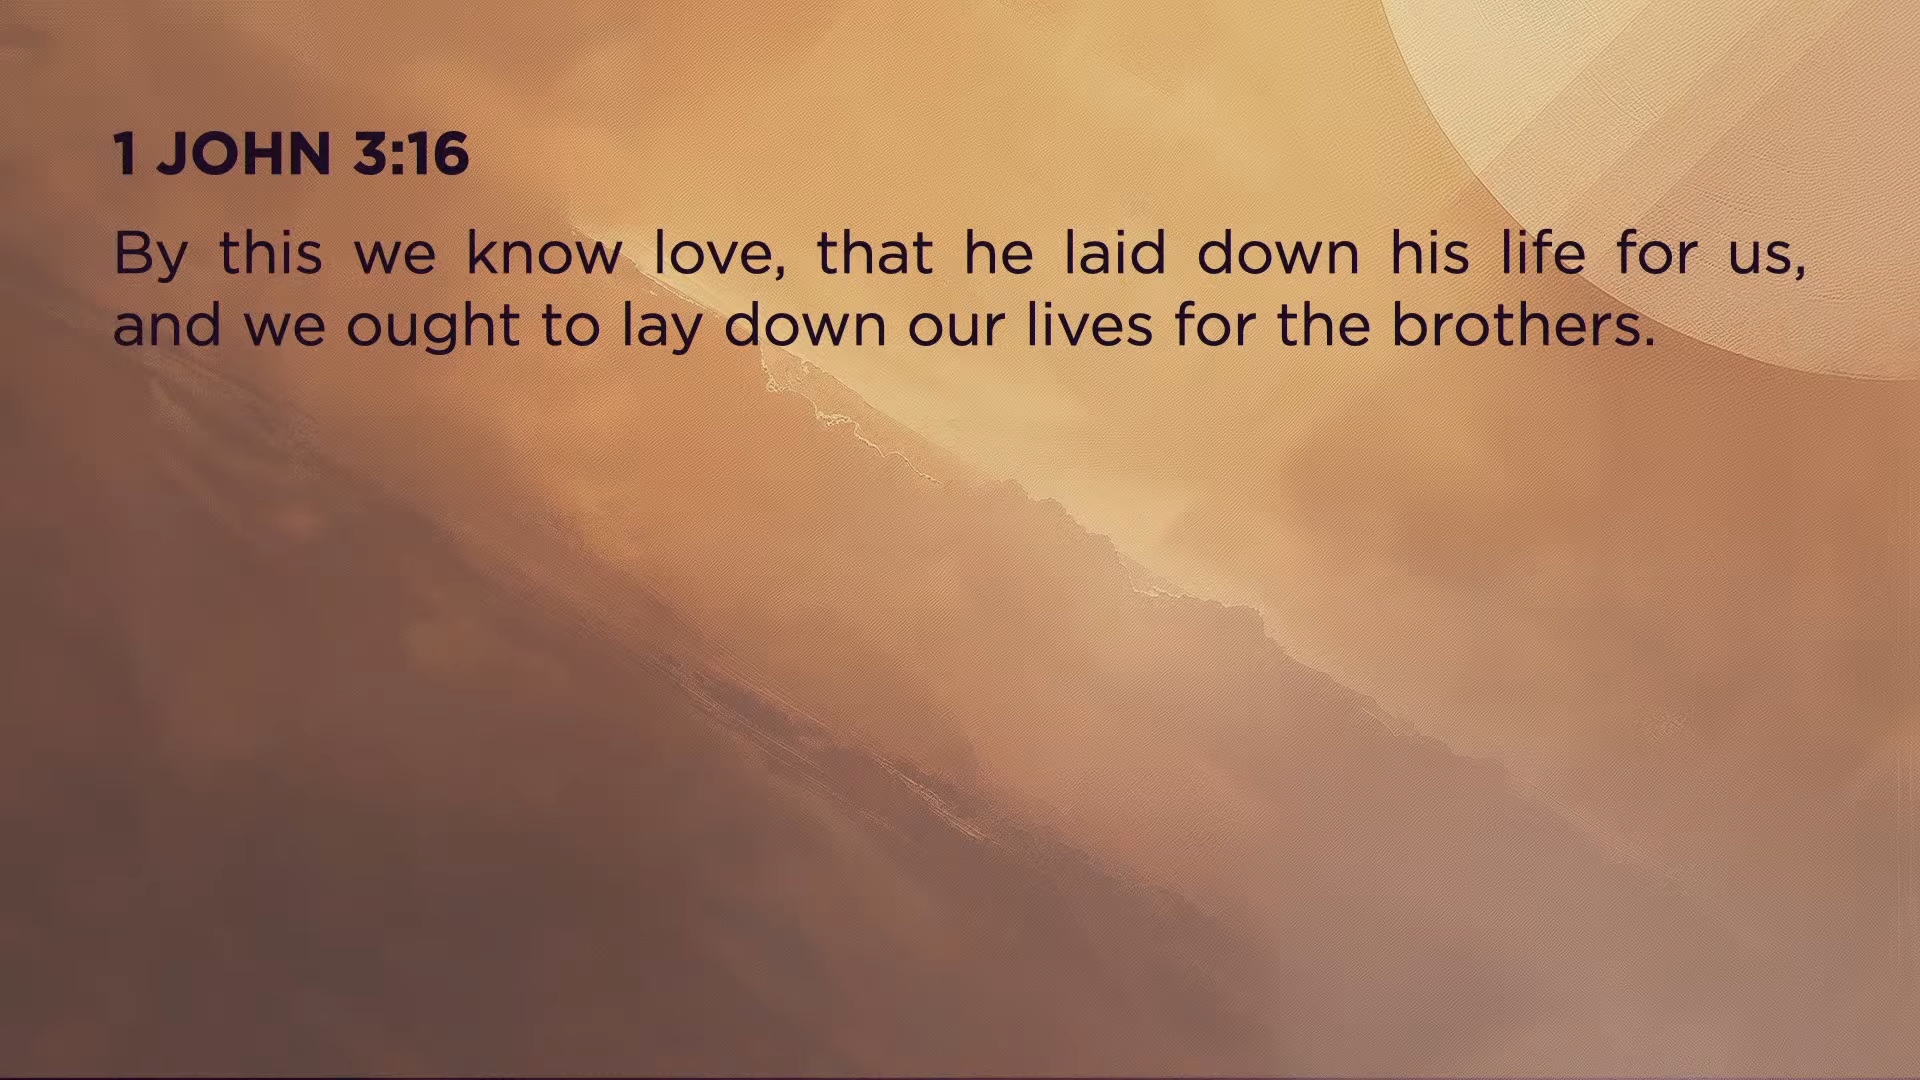 1 JOHN 3:16
By this we know love, that he laid down his life for us,
and we ought to lay down our lives for the brothers.